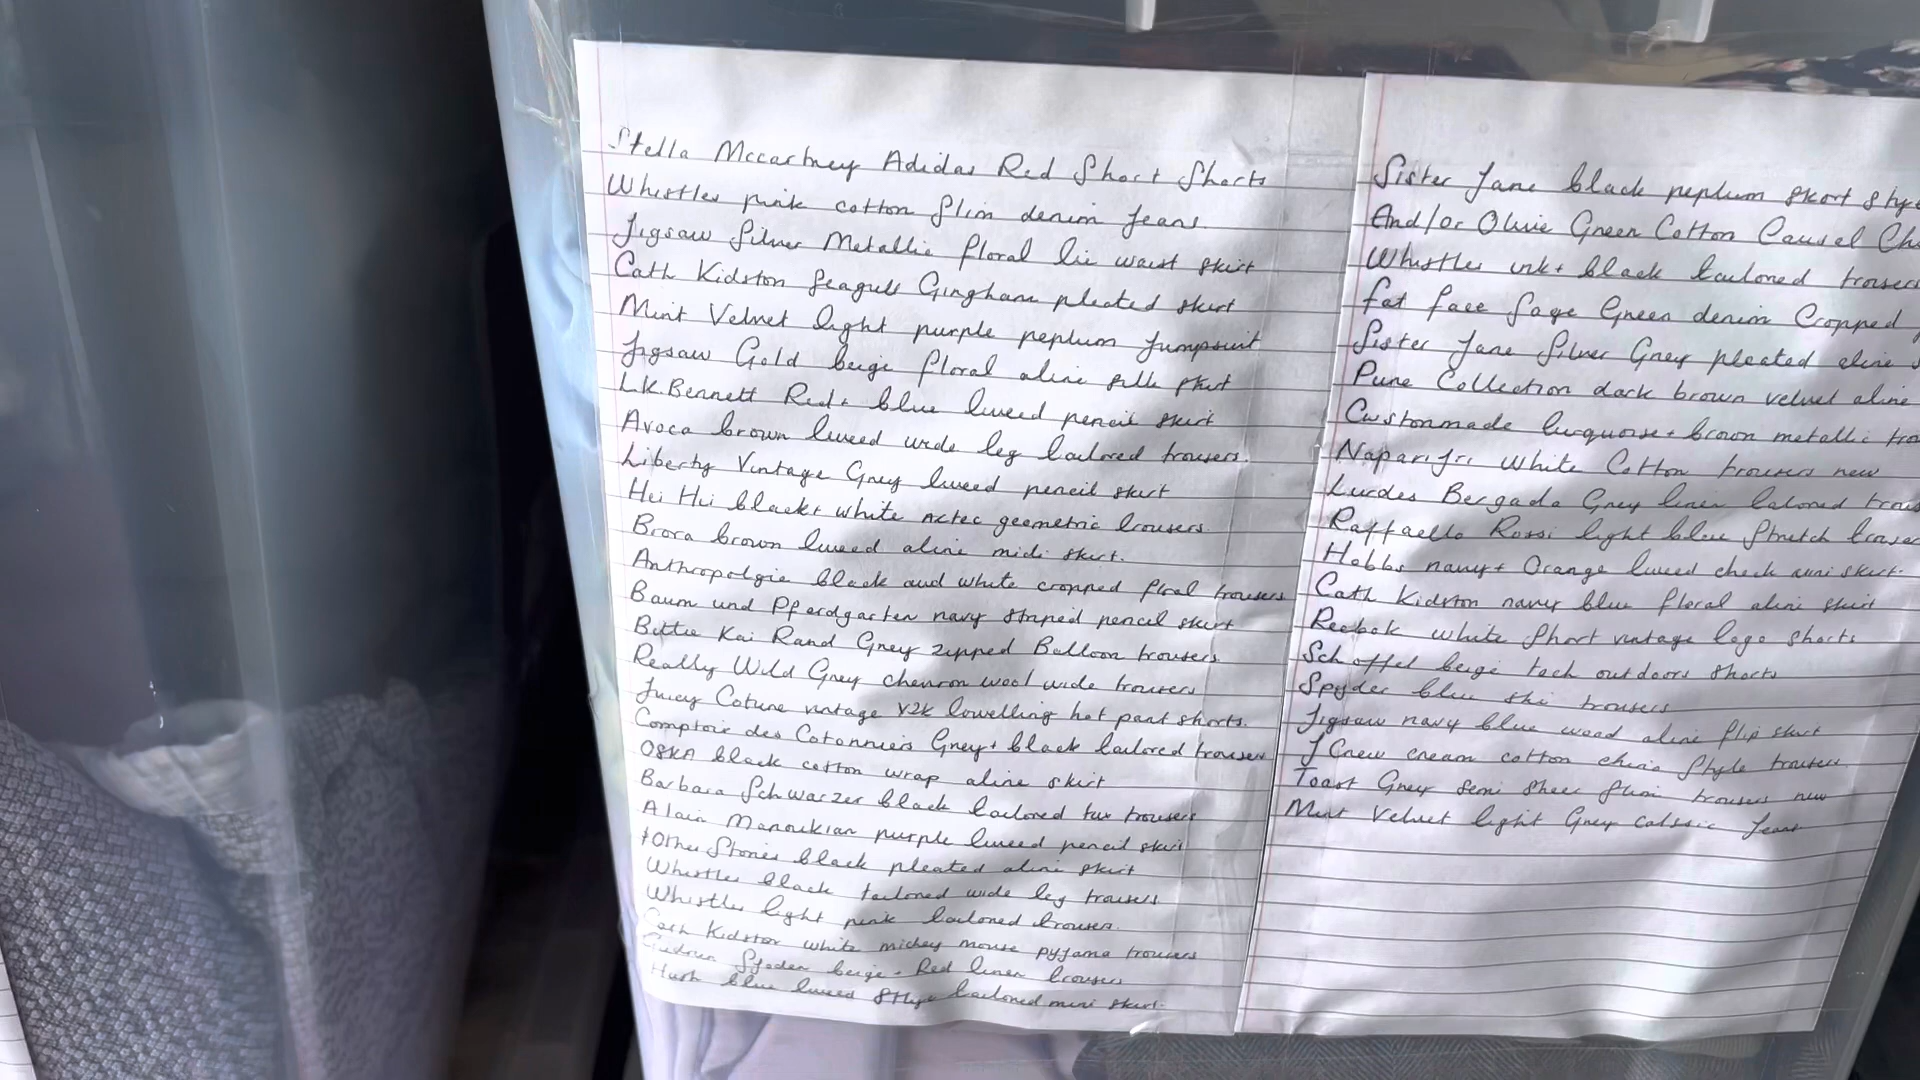 Stella Mccartney Adidas Red Short Shorts
Whistles pink cotton slim denim Jeans.
Jigsaw Silver Metallic floral tie waist skirt
Cath Kidston Seagull Gingham pleated skirt
Mint Velvet light purple peplum Jumpsuit
Jigsaw Gold beige floral aline silk skirt
L.K.Bennett Red + blue tweed pencil skirt
Avoca brown tweed wide leg tailored trousers.
Liberty Vintage Grey tweed pencil skirt
Hei Hei black + white Aztec geometric trousers
Brora brown tweed aline midi skirt.
Anthropolgie black and white cropped floral trousers
Baum und Pferdgarten navy striped pencil skirt
Bitte Kai Rand Grey zipped Balloon trousers
Really Wild Grey chevron wool wide trousers
Juicy Coture vintage Y2K towelling hot pant shorts.
Comptoir des Cotonniers Grey + black tailored trousers
OSKA black cotton wrap aline skirt
Barbara Schwarzer black tailored tux trousers
Alain Manoukian purple tweed pencil skirt
+Other Stories black pleated aline skirt
Whistles black tailored wide leg trousers
Whistles light pink tailored trousers.
Cath Kidston white mickey mouse pyjama trousers
Gudrun Sjoden beige + Red linen trousers
Hush blue tweed style tailored mini skirt.
Sister Jane black peplum skort
And/or Olivie Green Cotton Causel
Whistles ink + black tailored trousers
Fat face Sage Green denim Cropped
Sister Jane Silver Grey pleated aline
Pure Collection dark brown velvet aline
Custommade turquoise + brown metallic
Naparijri White Cotton trousers new
Lurdes Bergada Grey linen tailored
Raffaello Rossi light blue Stretch
Hobbs navy + Orange tweed check mini skirt.
Cath Kidston navy blue floral aline skirt
Reebok white short vintage logo shorts
Schoffel beige tech outdoors shorts
Spyder blue ski trousers
Jigsaw navy blue wool aline flip skirt
J Crew cream cotton chino Style trousers
Toast Grey Semi Sheer Slim trousers new
Mint Velvet light Grey calssic Jeans